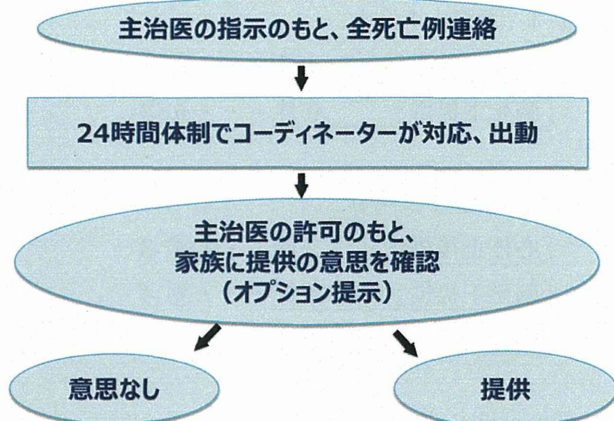 主治医の指示のもと、全死亡例連絡
24時間体制でコーディネーターが対応、出動
主治医の許可のもと、
家族に提供の意思を確認
（オプション提示）
意思なし
提供